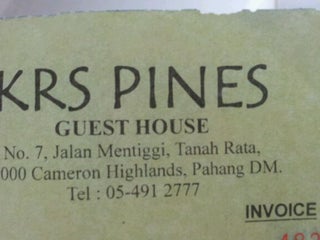 KRS PINES
GUEST HOUSE
No. 7, Jalan Mentiggi, Tanah Rata,
000 Cameron Highlands, Pahang DM.
Tel : 05-491 2777
INVOICE